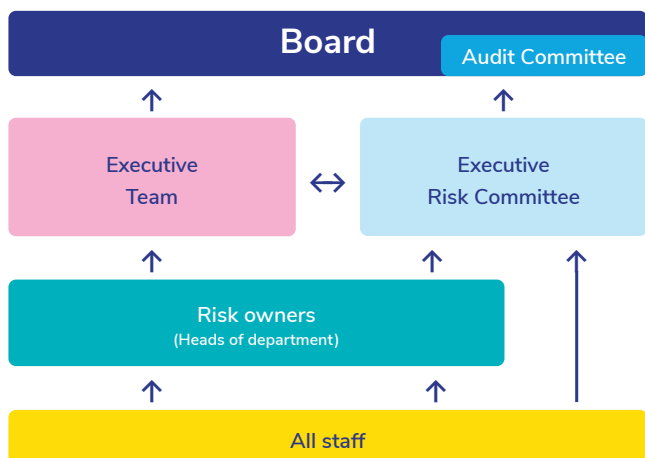 Board
Audit Committee
Executive
Team
Executive
Risk Committee
Risk owners
(Heads of department)
All staff